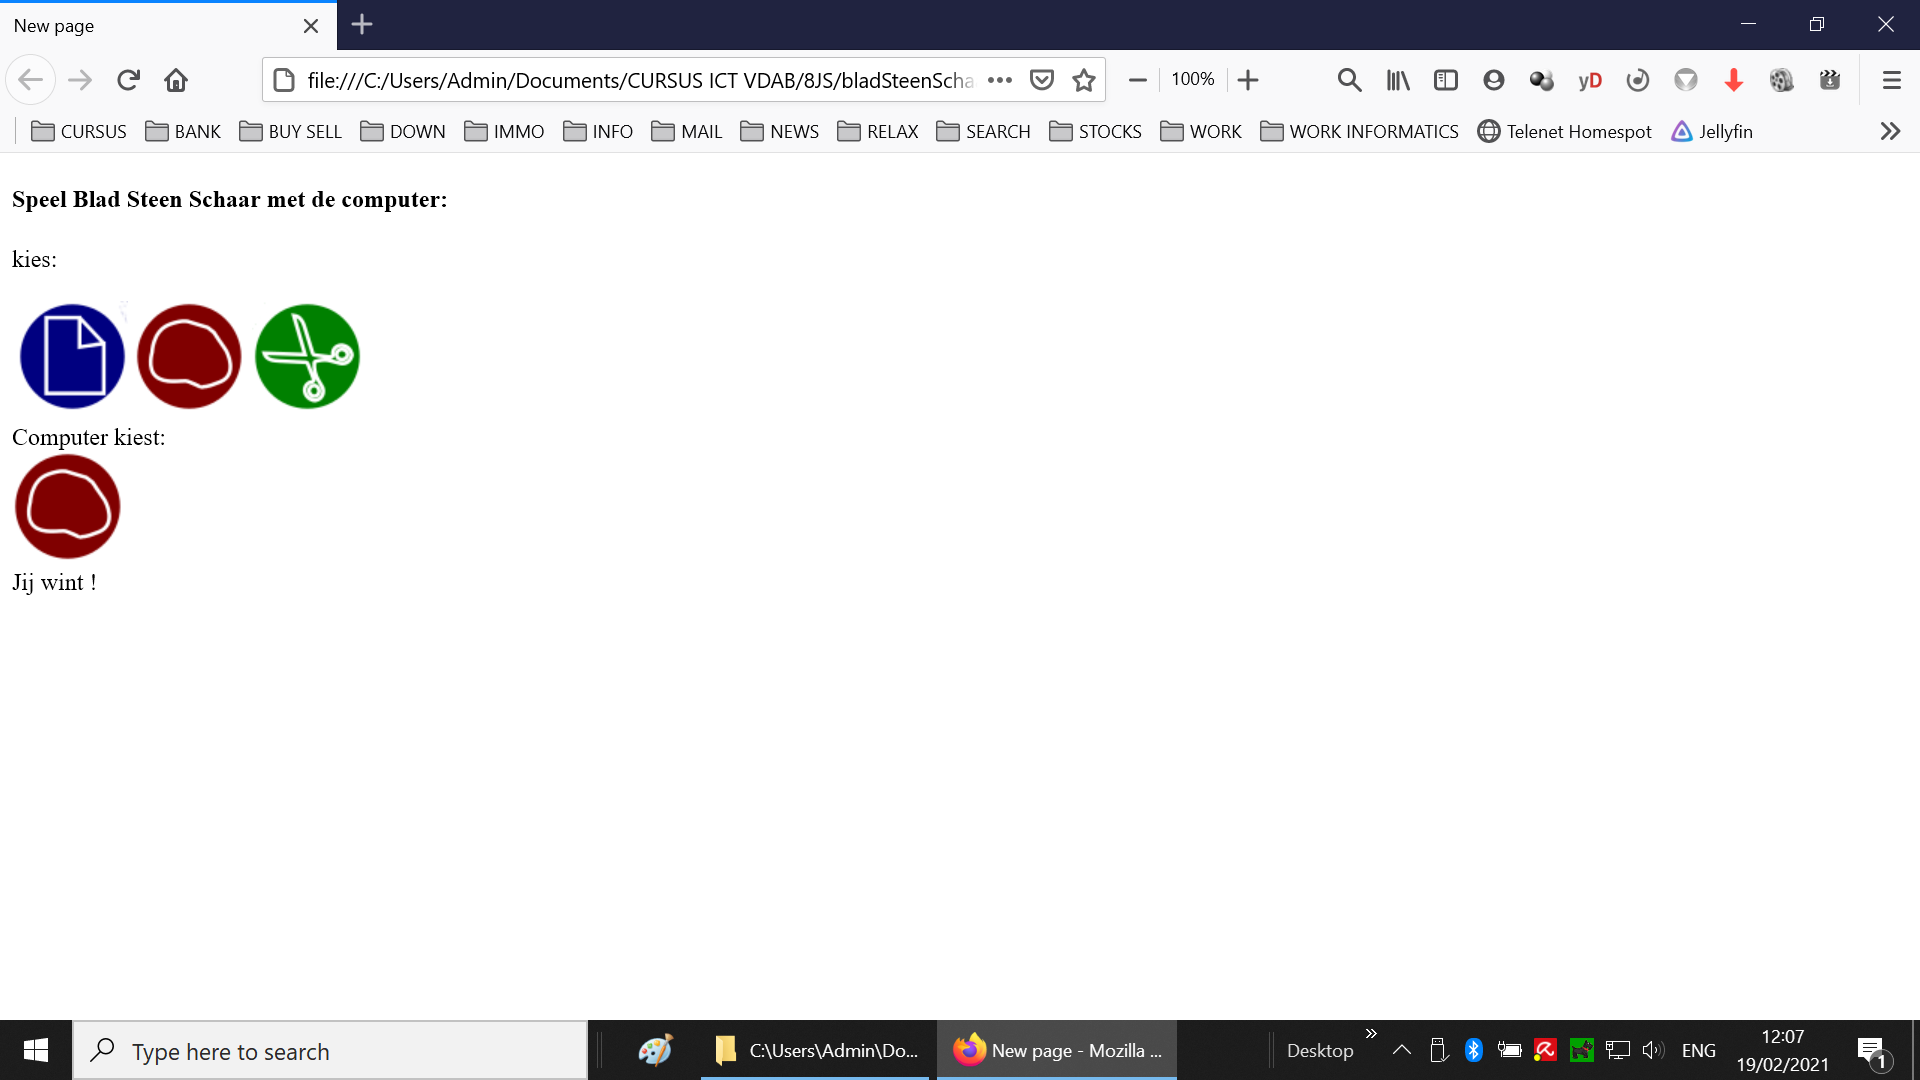 New page
file:///C:/Users/Admin/Documents/CURSUS ICT VDAB/8JS/bladSteenScha
100%
yD
CURSUS BANK BUY SELL DOWN IMMO INFO MAIL NEWS RELAX SEARCH STOCKS WORK WORK INFORMATICS Telenet Homespot Jellyfin
Speel Blad Steen Schaar met de computer:
kies:
Computer kiest:
Jij wint !
Type here to search
C:\Users\Admin\Do...
New page - Mozilla ...
Desktop
ENG
12:07
19/02/2021
1